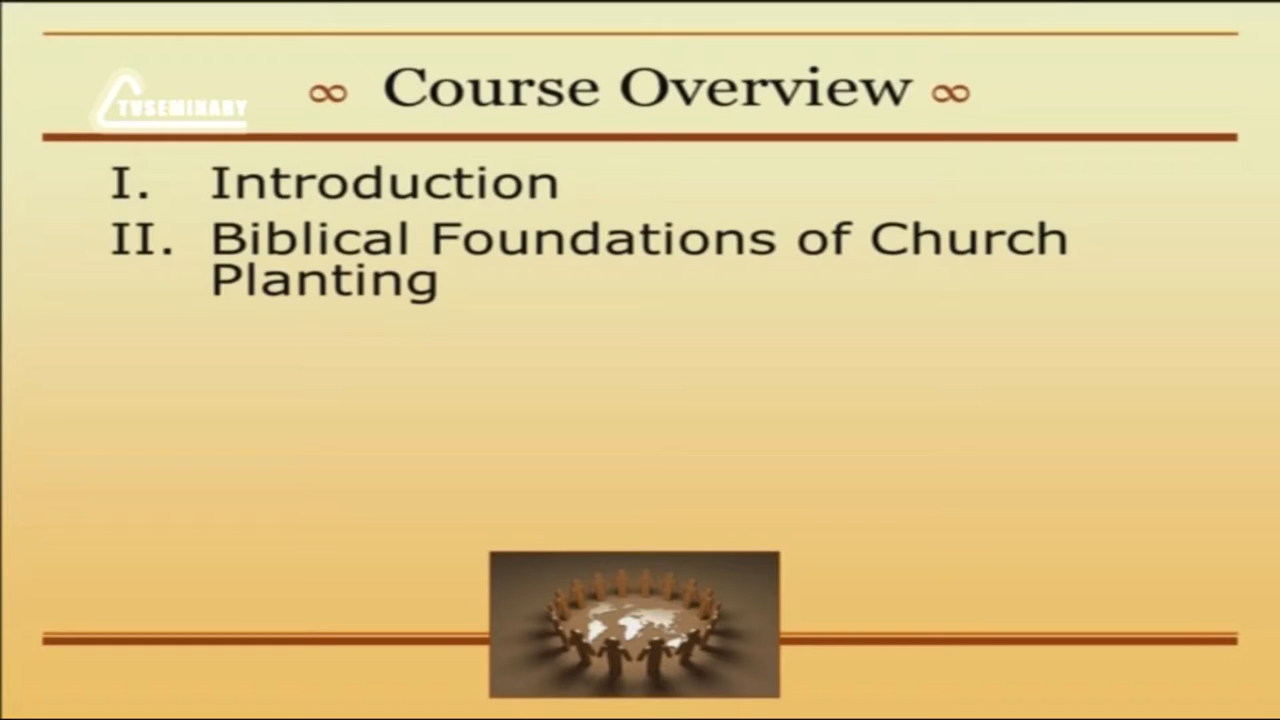 ∞ Course Overview ∞
TVSEMINARY
I. Introduction
II. Biblical Foundations of Church
Planting